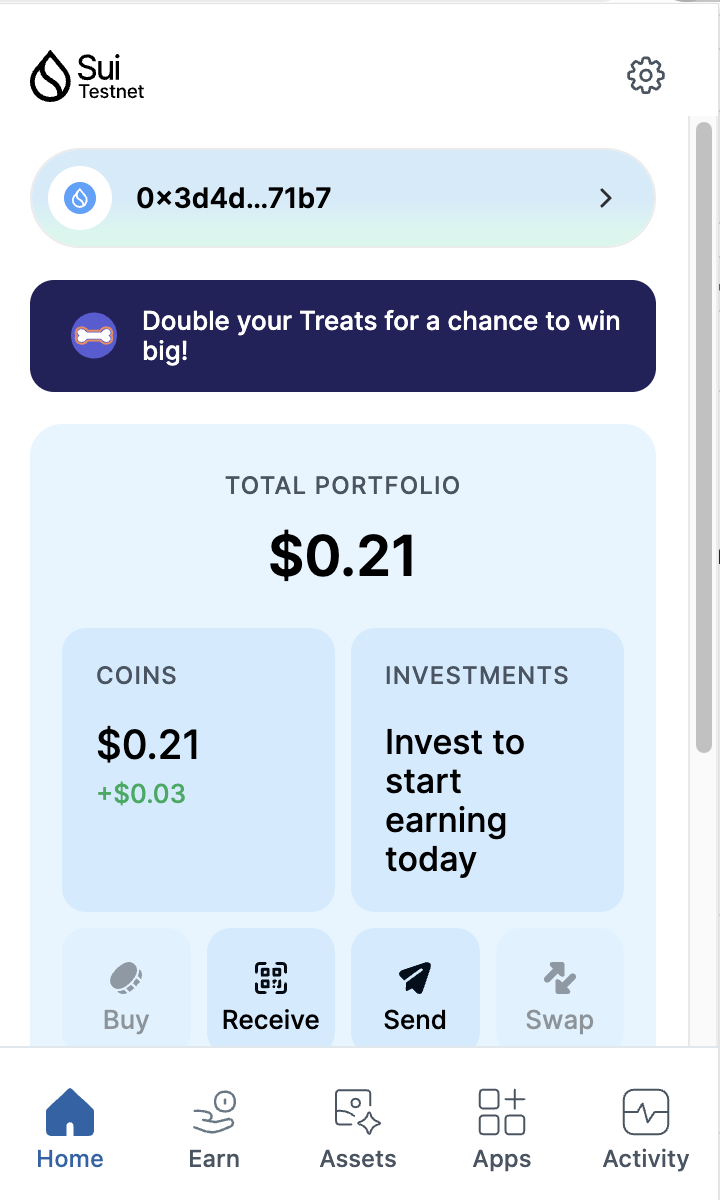 Sui
Testnet
0×3d4d...71b7
Double your Treats for a chance to win
big!
TOTAL PORTFOLIO
$0.21
COINS
$0.21
+$0.03
INVESTMENTS
Invest to
start
earning
today
Buy
Receive
Send
Swap
Home
Earn
Assets
Apps
Activity